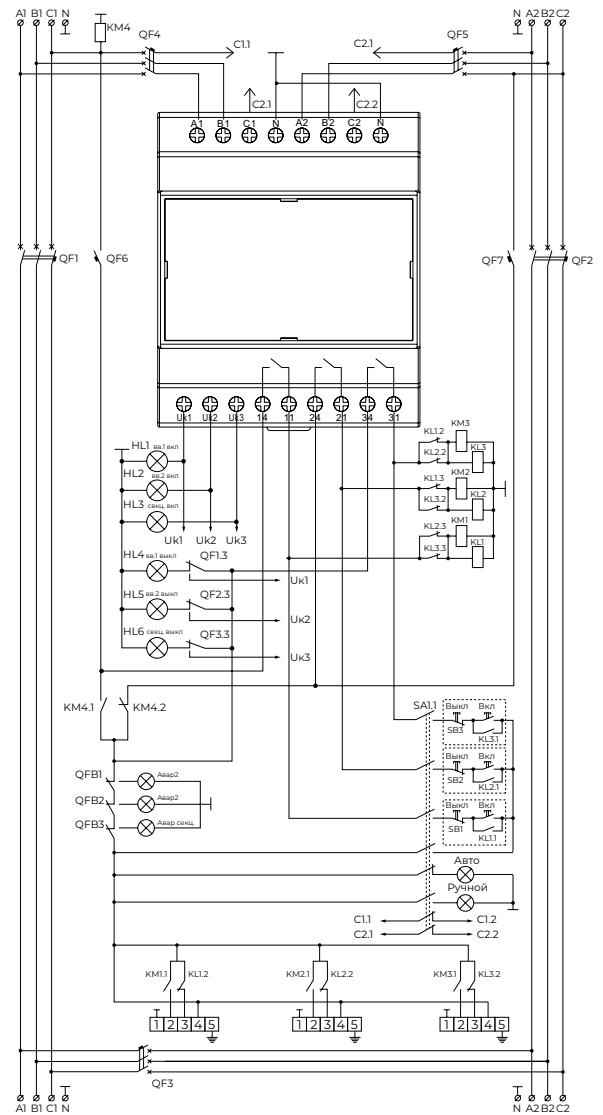 A1 B1 C1 N
N A2 B2 C2
KM4
QF4
C1.1
C2.1
QF5
C2.1
C2.2
A1 B1 C1 N A2 B2 C2 N
QF1
QF6
QF7
QF2
Uk1 Uk2 Uk3 14 11 24 21 34 31
HL1 вв.1 вкл
HL2 вв.2 вкл
HL3 секц. вкл
Uk1 Uk2 Uk3
KL1.2
KM3
KL2.2
KL3
KL1.3
KM2
KL3.2
KL2
KL2.3
KM1
KL3.3
KL1
HL4 вв.1 выкл
QF1.3
Uк1
HL5 вв.2 выкл
QF2.3
Uк2
HL6 секц. выкл
QF3.3
Uк3
KM4.1
KM4.2
SA1.1
Выкл Вкл
SB3
KL3.1
Выкл Вкл
SB2
KL2.1
Выкл Вкл
SB1
KL1.1
QFB1
Авар2
QFB2
Авар2
QFB3
Авар секц.
Авто
Ручной
C1.1
C1.2
C2.1
C2.2
KM1.1
KL1.2
KM2.1
KL2.2
KM3.1
KL3.2
1 2 3 4 5
1 2 3 4 5
1 2 3 4 5
QF3
A1 B1 C1 N
N A2 B2 C2